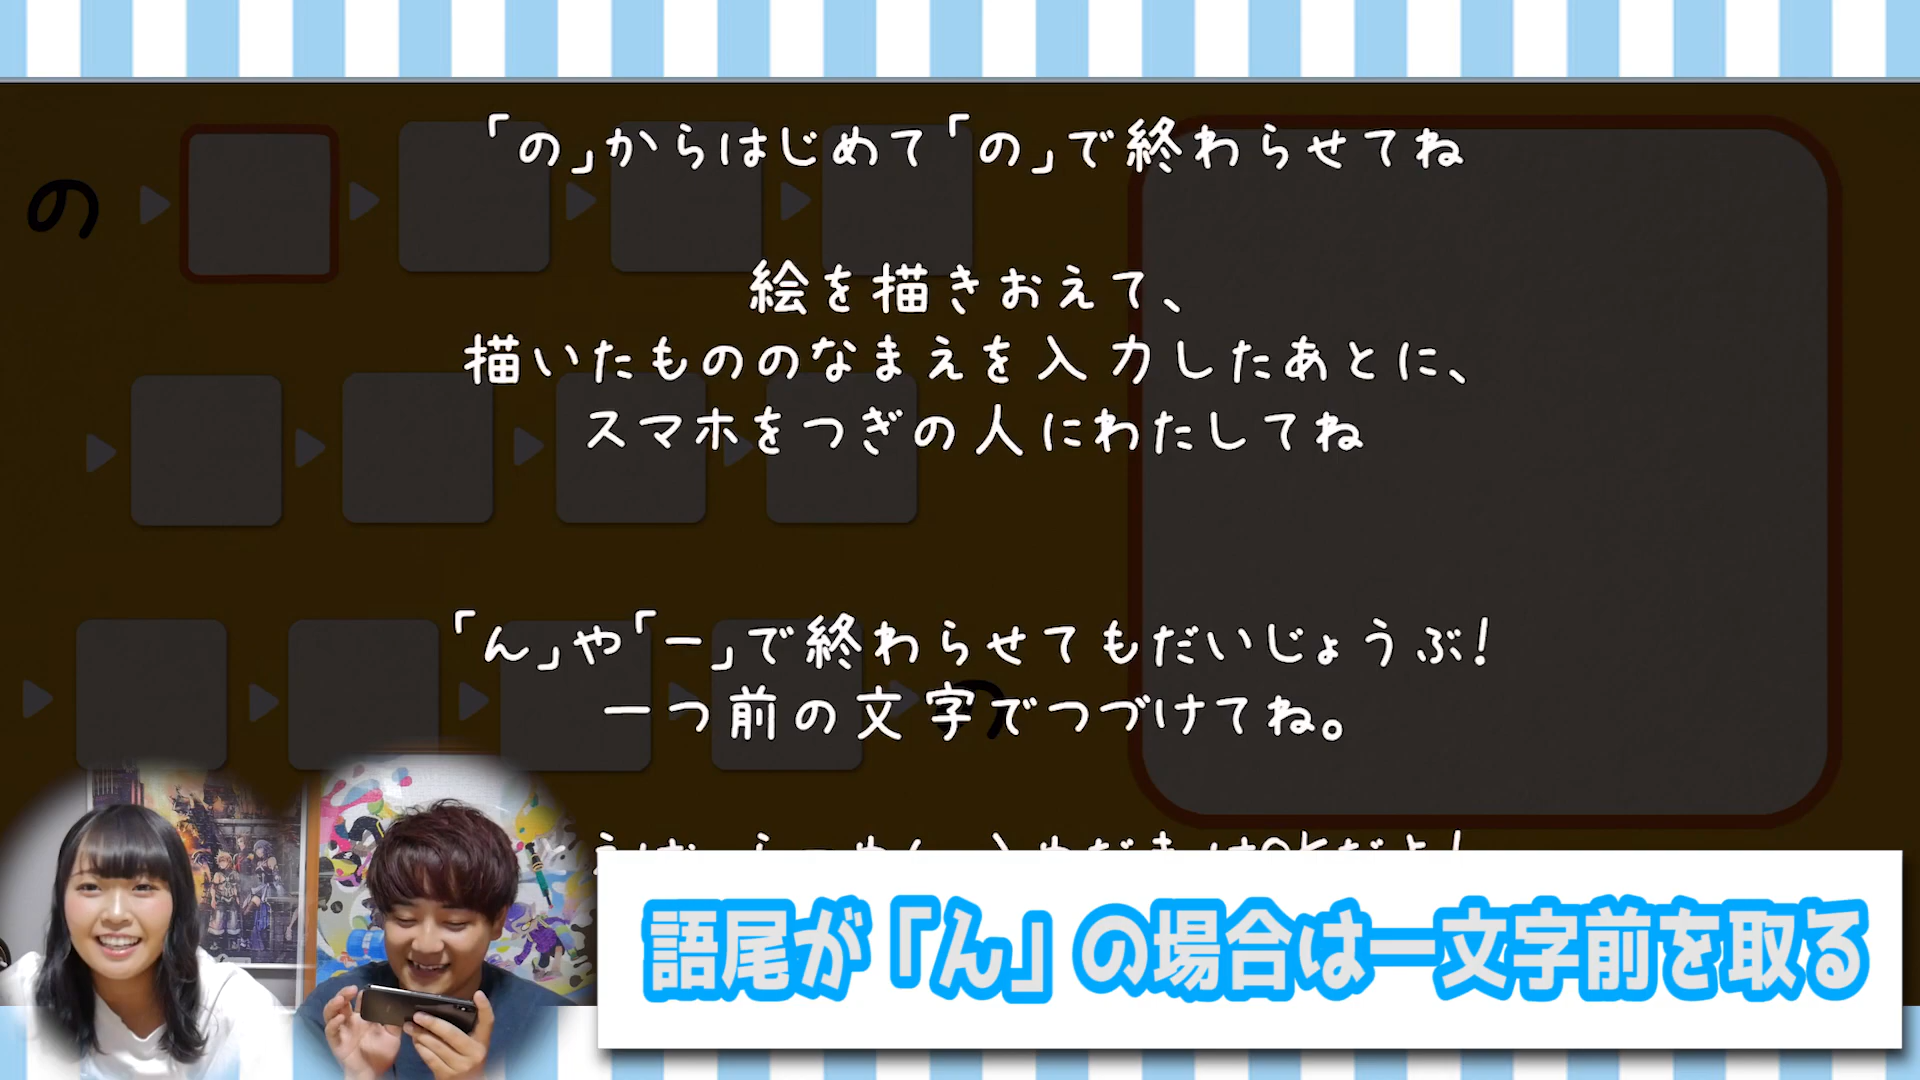 「の」からはじめて「の」で終わらせてね
の
絵を描きおえて、
描いたもののなまえを入力したあとに、
スマホをつぎの人にわたしてね
「ん」や「ー」で終わらせてもだいじょうぶ!
一つ前の文字でつづけてね。
の
語尾が「ん」の場合は一文字前を取る